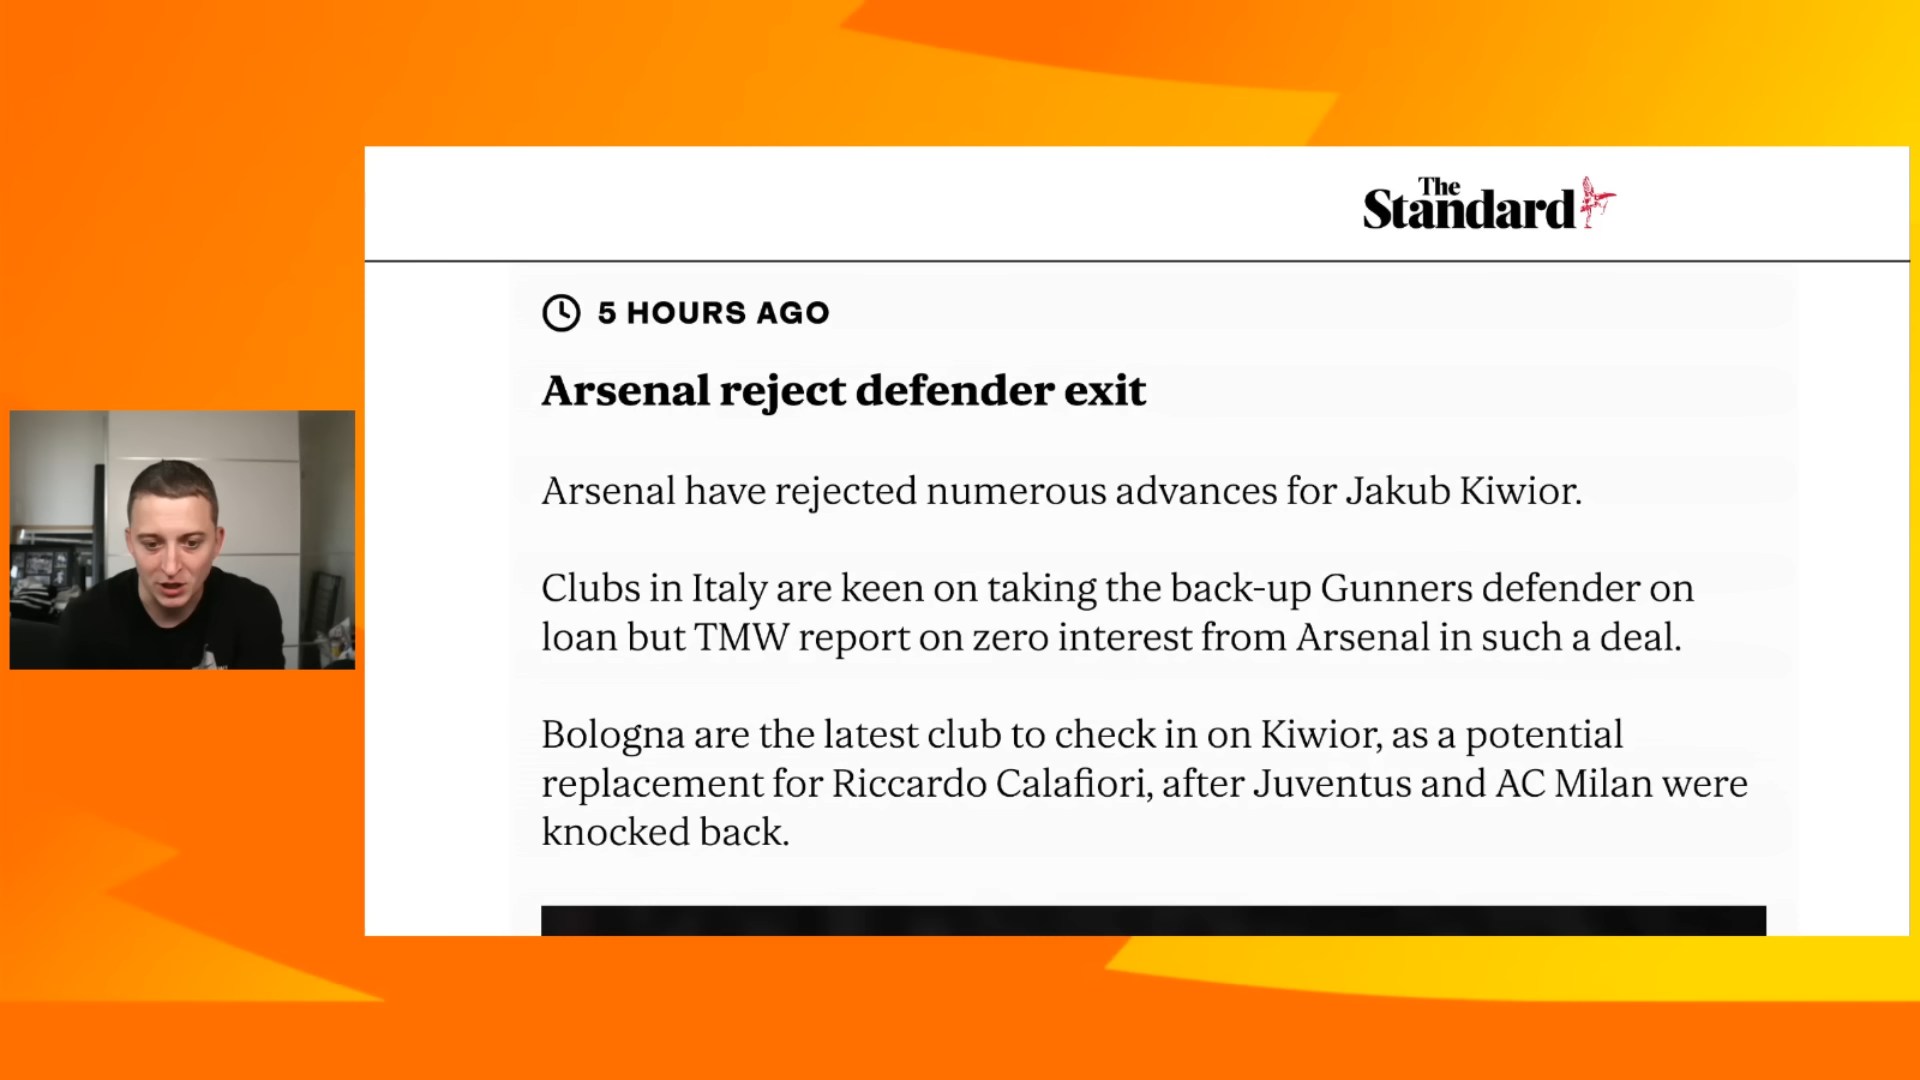 The
Standard
5 HOURS AGO
Arsenal reject defender exit
Arsenal have rejected numerous advances for Jakub Kiwior.
Clubs in Italy are keen on taking the back-up Gunners defender on
loan but TMW report on zero interest from Arsenal in such a deal.
Bologna are the latest club to check in on Kiwior, as a potential
replacement for Riccardo Calafiori, after Juventus and AC Milan were
knocked back.